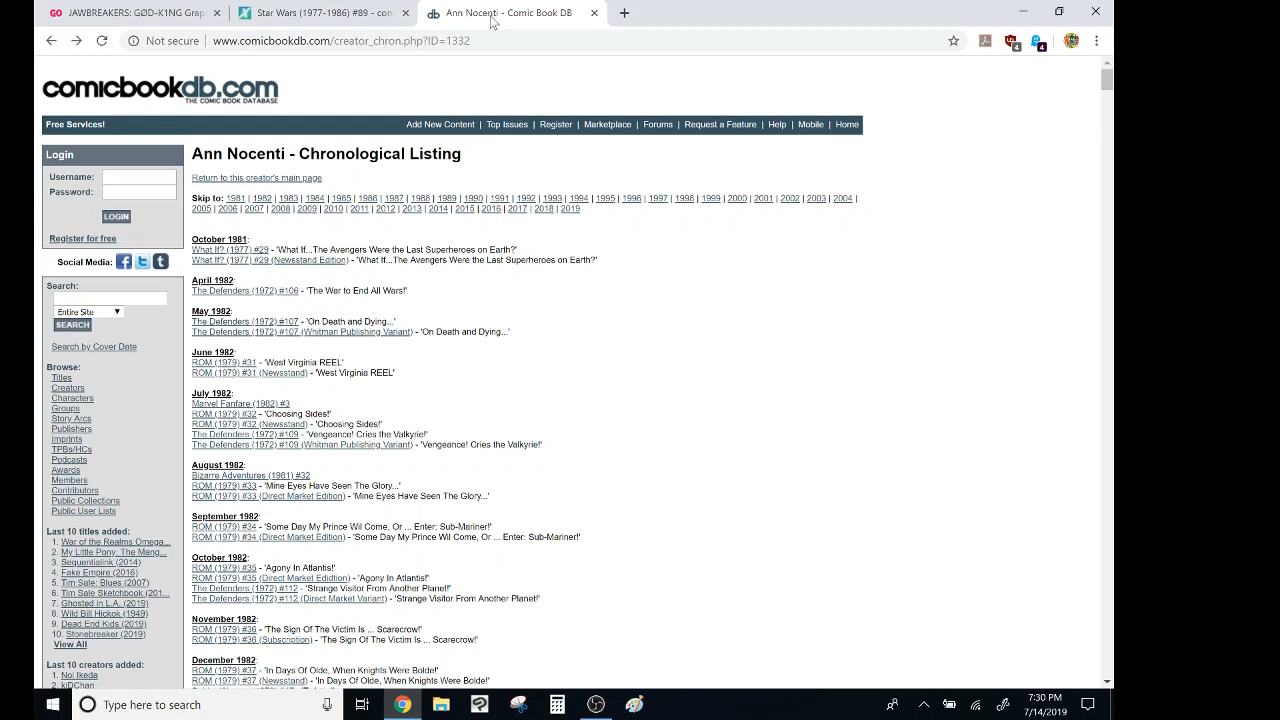 JAWBREAKERS: GØD-K1NG Grap
Star Wars (1977-1986) #89 - com
Ann Nocenti - Comic Book DB
Not secure | www.comicbookdb.com/creator_chron.php?ID=1332
4 4
comicbookdb.com
THE COMIC BOOK DATABASE
Free Services! Add New Content | Top Issues | Register | Marketplace | Forums | Request a Feature | Help | Mobile | Home
Login
Username:
Password:
LOGIN
Register for free
Social Media:
Search:
Entire Site
SEARCH
Search by Cover Date
Browse:
Titles
Creators
Characters
Groups
Story Arcs
Publishers
Imprints
TPBs/HCs
Podcasts
Awards
Members
Contributors
Public Collections
Public User Lists
Last 10 titles added:
1. War of the Realms Omega...
2. My Little Pony, The Mang...
3. Sequentialink (2014)
4. Fake Empire (2016)
5. Tim Sale: Blues (2007)
6. Tim Sale Sketchbook (201...
7. Ghosted in L.A. (2019)
8. Wild Bill Hickok (1949)
9. Dead End Kids (2019)
10. Stonebreaker (2019)
View All
Last 10 creators added:
1. Noi Ikeda
2. kiDChan
Ann Nocenti - Chronological Listing
Return to this creator's main page
Skip to: 1981 | 1982 | 1983 | 1984 | 1985 | 1986 | 1987 | 1988 | 1989 | 1990 | 1991 | 1992 | 1993 | 1994 | 1995 | 1996 | 1997 | 1998 | 1999 | 2000 | 2001 | 2002 | 2003 | 2004 |
2005 | 2006 | 2007 | 2008 | 2009 | 2010 | 2011 | 2012 | 2013 | 2014 | 2015 | 2016 | 2017 | 2018 | 2019
October 1981:
What If? (1977) #29 - 'What If...The Avengers Were the Last Superheroes on Earth?'
What If? (1977) #29 (Newsstand Edition) - 'What If...The Avengers Were the Last Superheroes on Earth?'
April 1982:
The Defenders (1972) #106 - 'The War to End All Wars!'
May 1982:
The Defenders (1972) #107 - 'On Death and Dying...'
The Defenders (1972) #107 (Whitman Publishing Variant) - 'On Death and Dying...'
June 1982:
ROM (1979) #31 - 'West Virginia REEL'
ROM (1979) #31 (Newsstand) - 'West Virginia REEL'
July 1982:
Marvel Fanfare (1982) #3
ROM (1979) #32 - 'Choosing Sides!'
ROM (1979) #32 (Newsstand) - 'Choosing Sides!'
The Defenders (1972) #109 - 'Vengeance! Cries the Valkyrie!'
The Defenders (1972) #109 (Whitman Publishing Variant) - 'Vengeance! Cries the Valkyrie!'
August 1982:
Bizarre Adventures (1981) #32
ROM (1979) #33 - 'Mine Eyes Have Seen The Glory...'
ROM (1979) #33 (Direct Market Edition) - 'Mine Eyes Have Seen The Glory...'
September 1982:
ROM (1979) #34 - 'Some Day My Prince Wil Come, Or ... Enter: Sub-Mariner!'
ROM (1979) #34 (Direct Market Edition) - 'Some Day My Prince Wil Come, Or ... Enter: Sub-Mariner!'
October 1982:
ROM (1979) #35 - 'Agony In Atlantis!'
ROM (1979) #35 (Direct Market Edidtion) - 'Agony In Atlantis!'
The Defenders (1972) #112 - 'Strange Visitor From Another Planet!'
The Defenders (1972) #112 (Direct Market Variant) - 'Strange Visitor From Another Planet!'
November 1982:
ROM (1979) #36 - 'The Sign Of The Victim Is ... Scarecrow!'
ROM (1979) #36 (Subscription) - 'The Sign Of The Victim Is ... Scarecrow!'
December 1982:
ROM (1979) #37 - 'In Days Of Olde, When Knights Were Bolde!'
ROM (1979) #37 (Newsstand) - 'In Days Of Olde, When Knights Were Bolde!'
Type here to search
7:30 PM
7/14/2019